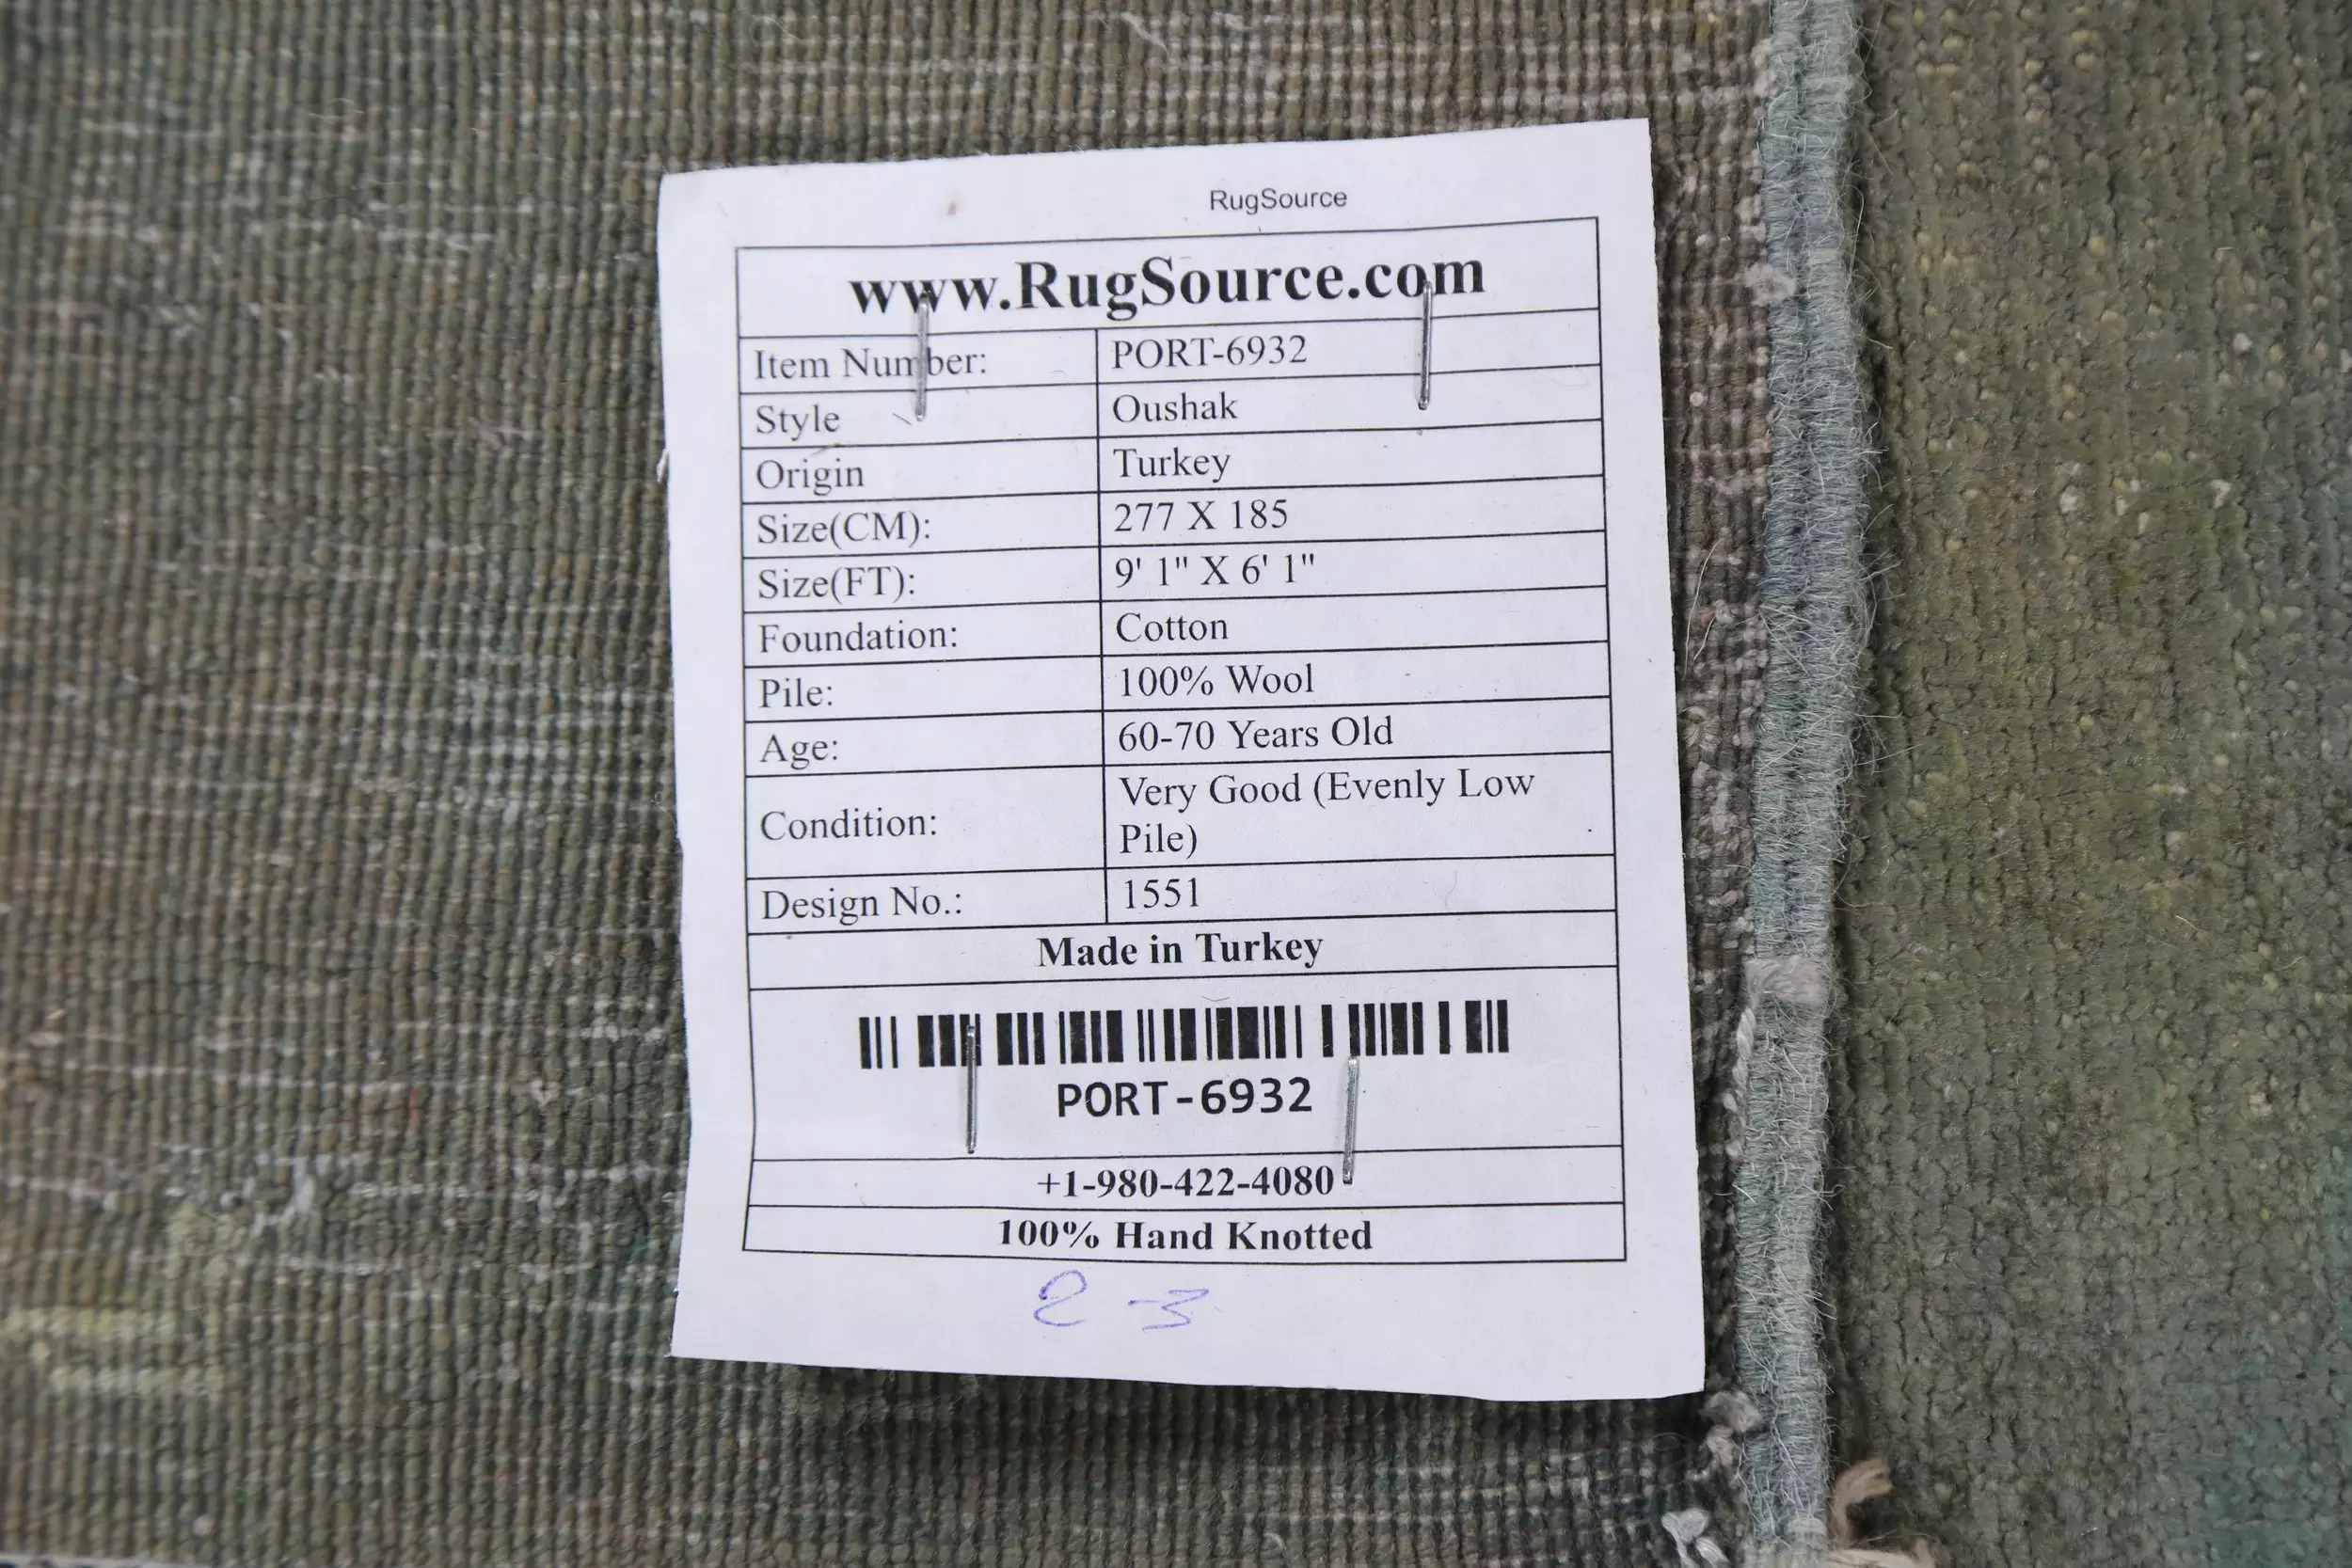 RugSource
www.RugSource.com
Item Number: PORT-6932
Style Oushak
Origin Turkey
Size(CM): 277 X 185
Size(FT): 9' 1" X 6' 1"
Foundation: Cotton
Pile: 100% Wool
Age: 60-70 Years Old
Condition: Very Good (Evenly Low
Pile)
Design No.: 1551
Made in Turkey
PORT-6932
+1-980-422-4080
100% Hand Knotted
2 -3